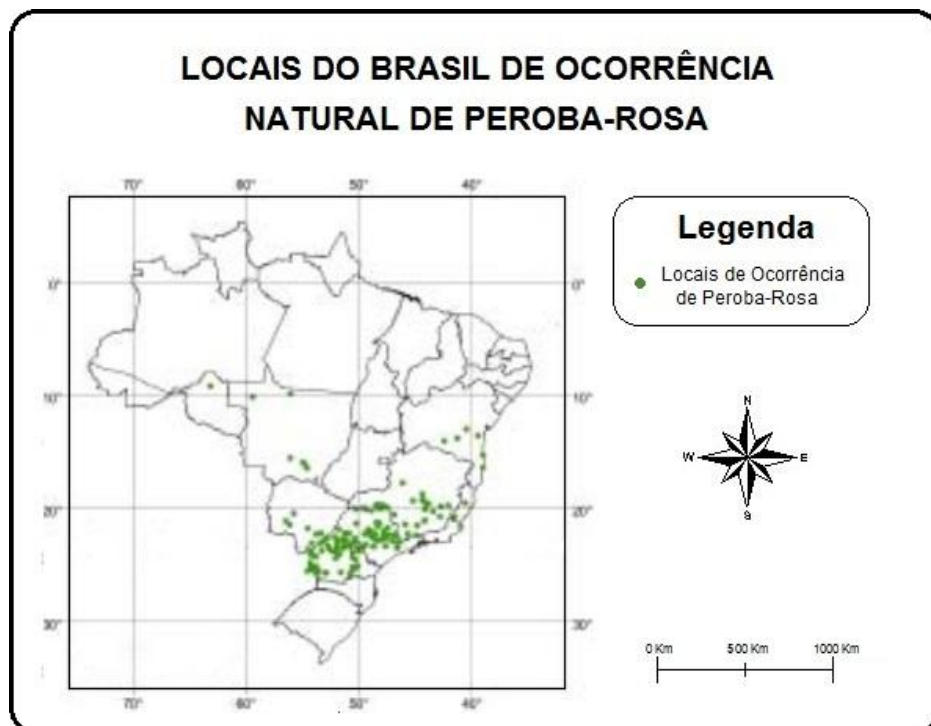 LOCAIS DO BRASIL DE OCORRÊNCIA
NATURAL DE PEROBA-ROSA
70° 60° 50° 40°
0° 0°
10° 10°
20° 20°
30° 30°
70° 60° 50° 40°
Legenda
Locais de Ocorrência
de Peroba-Rosa
N
W E
S
0 Km 500 Km 1000 Km